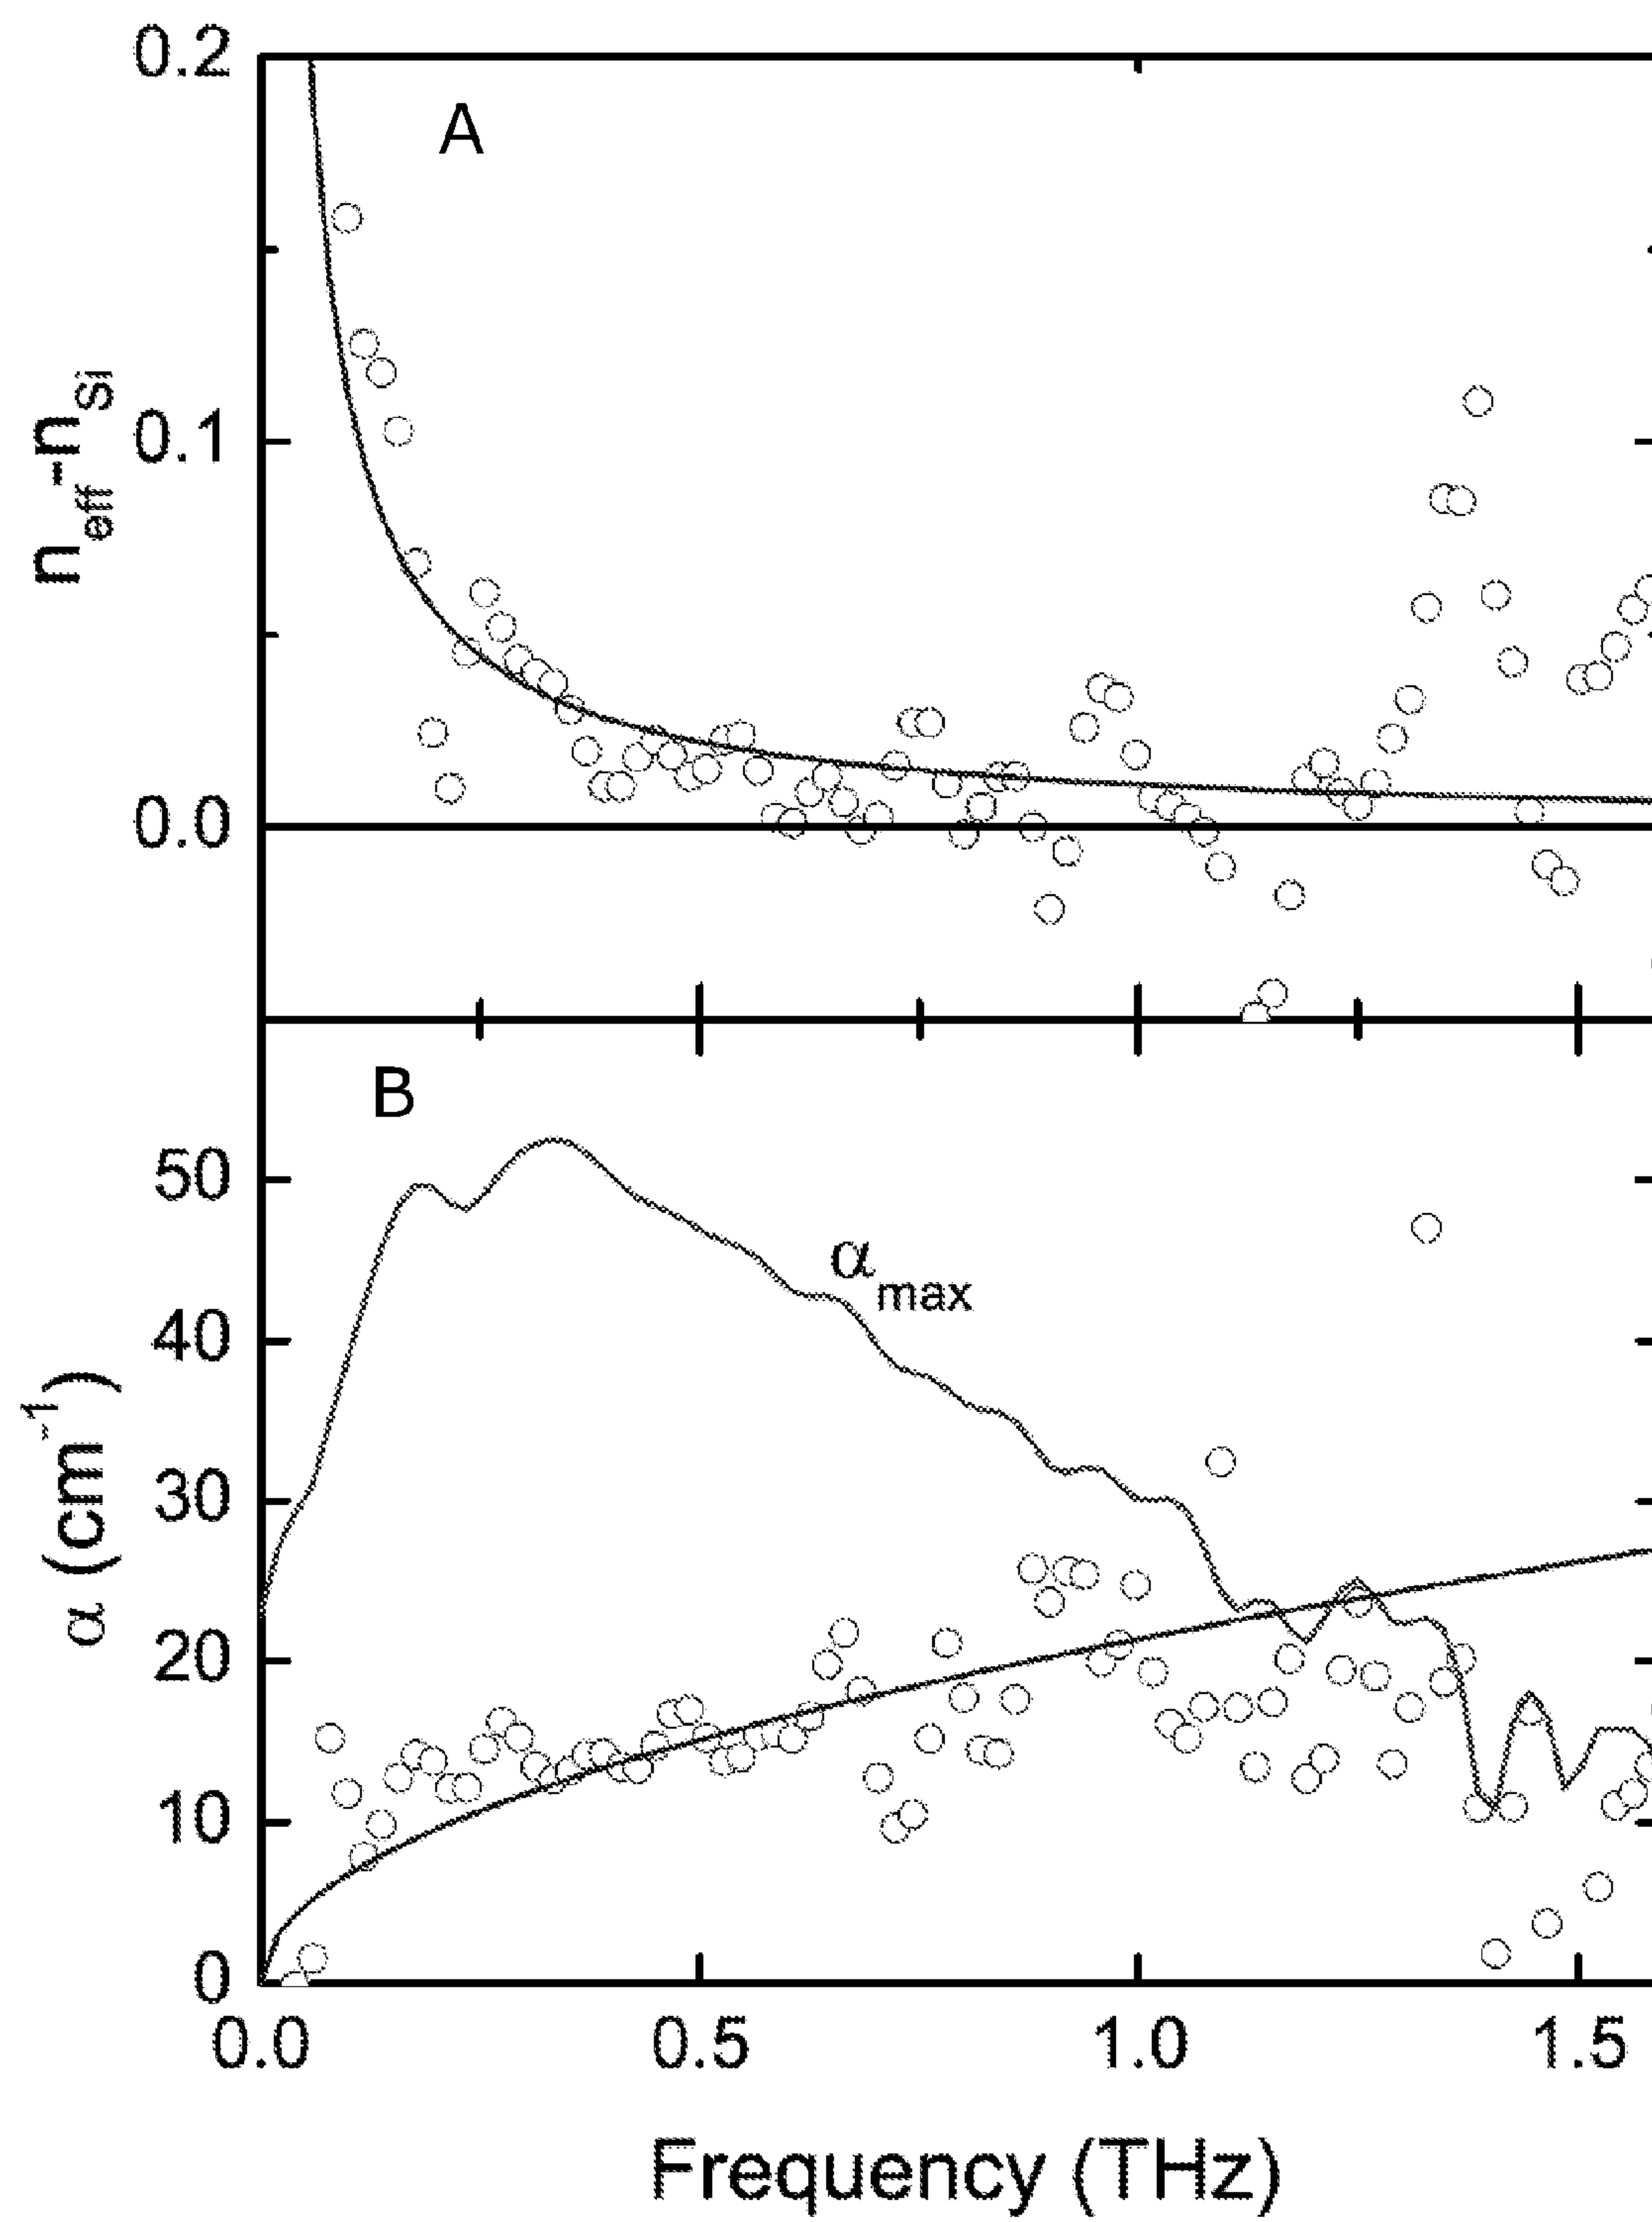 0.2
A
0.1
n_eff-n_Si
0.0
B
50
α_max
40
α (cm⁻¹)
30
20
10
0
0.0 0.5 1.0 1.5
Frequency (THz)